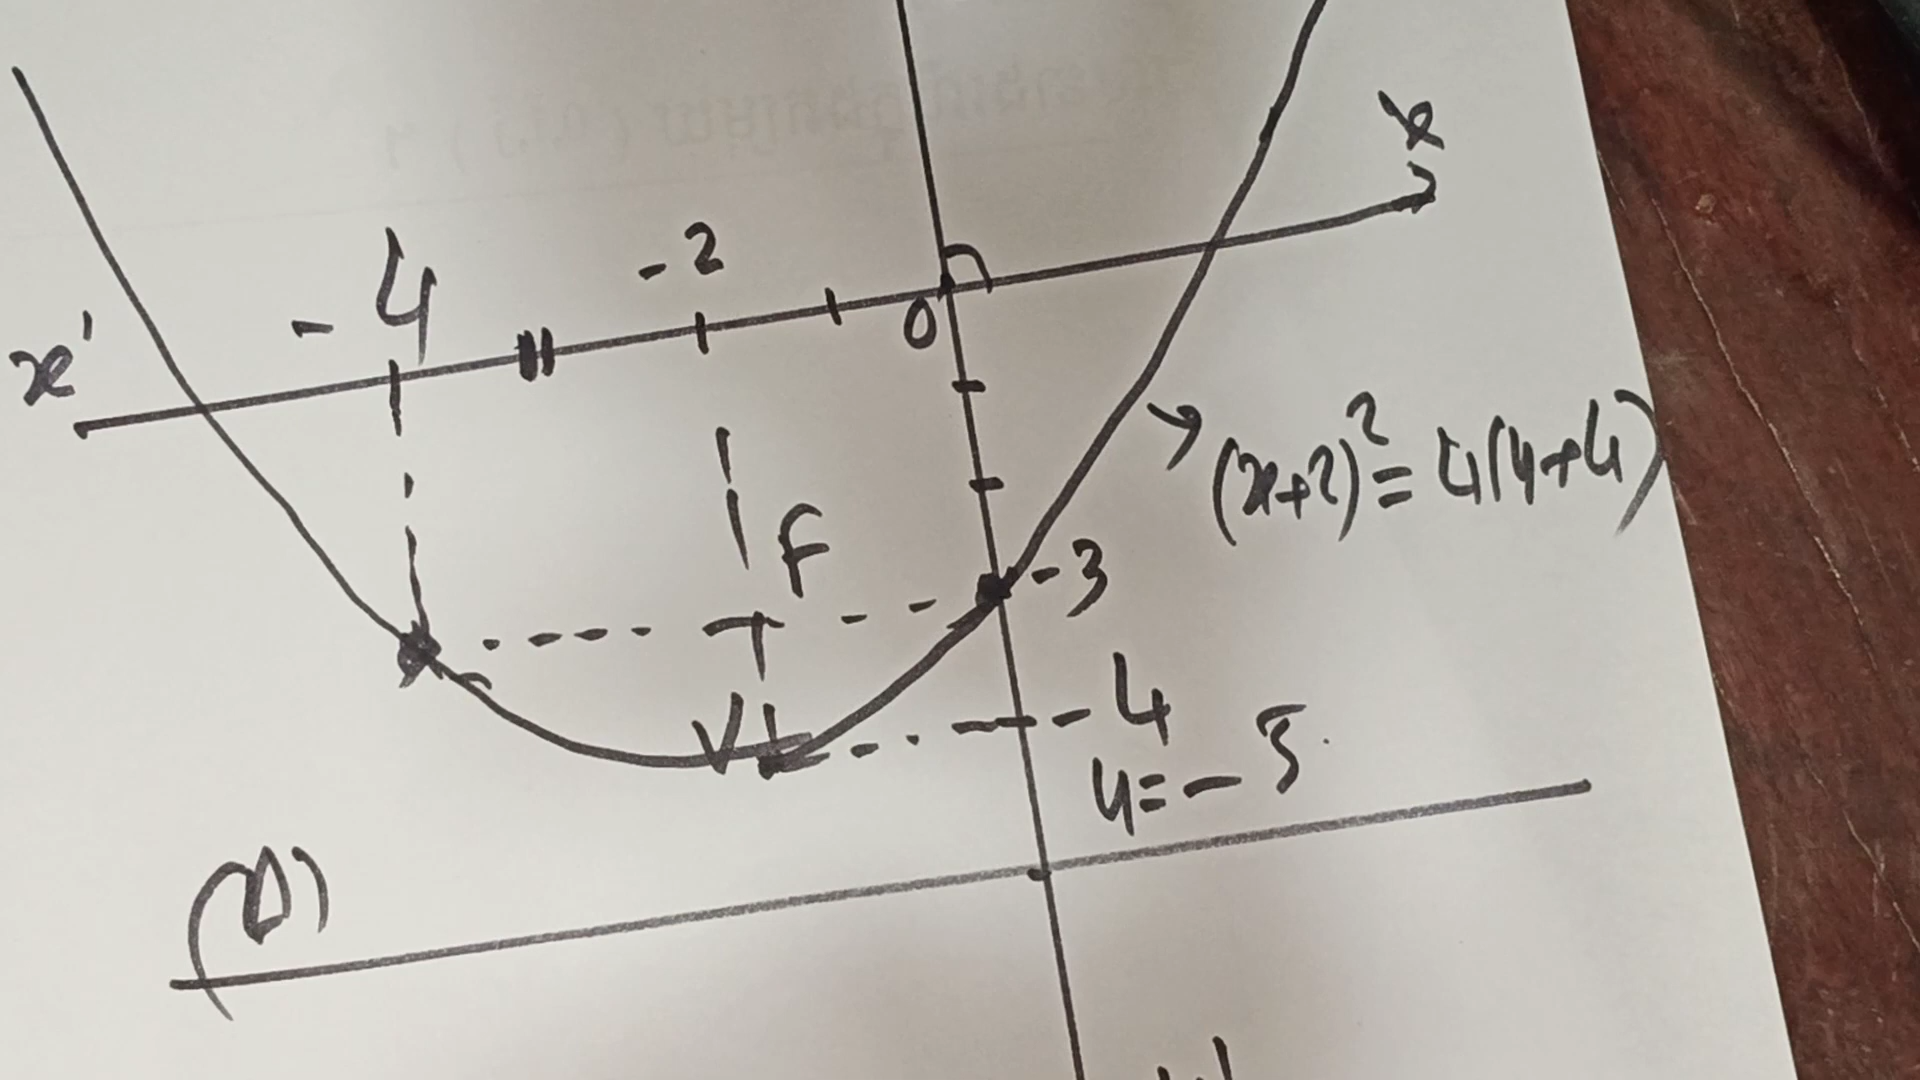 x
-2
-4
x'
0
(x+2)² = 4(y+4)
F
-3
V
-4
y = -5
(Δ)